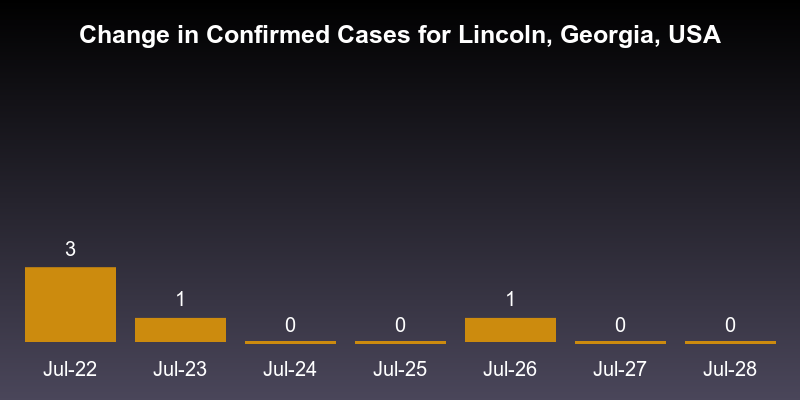 Change in Confirmed Cases for Lincoln, Georgia, USA
3
1
0
0
1
0
0
Jul-22
Jul-23
Jul-24
Jul-25
Jul-26
Jul-27
Jul-28